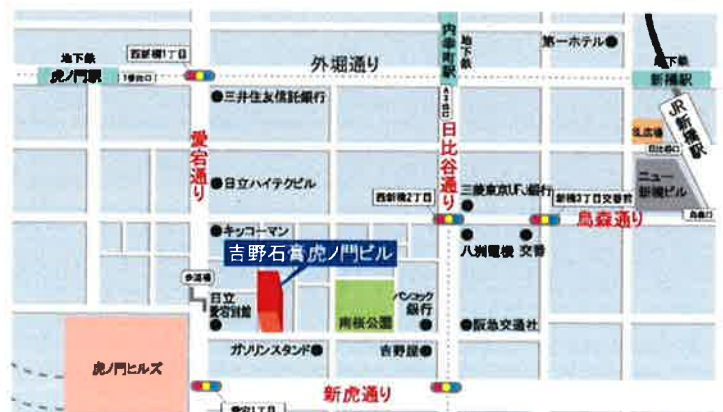 地下鉄
虎ノ門駅
1番出口
西新橋1丁目
外堀通り
内幸町駅
地下鉄
A3出口
第一ホテル
地下鉄
新橋駅
JR新橋駅
SL広場
日比谷口
ニュー
新橋ビル
烏森口
三井住友信託銀行
愛宕通り
日比谷通り
日立ハイテクビル
西新橋2丁目
三菱東京UFJ銀行
新橋3丁目交番前
烏森通り
キッコーマン
八洲電機
交番
吉野石膏虎ノ門ビル
歩道橋
日立
愛宕別館
南桜公園
バンコック
銀行
阪急交通社
ガソリンスタンド
吉野屋
虎ノ門ヒルズ
新虎通り
愛宕1丁目